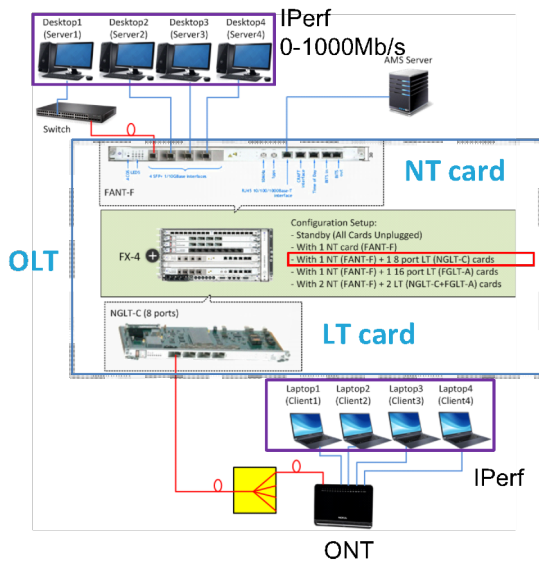 Desktop1 Desktop2 Desktop3 Desktop4
(Server1) (Server2) (Server3) (Server4)
IPerf
0-1000Mb/s
AMS Server
Switch
NT card
FANT-F
OLT
FX-4
Configuration Setup:
- Standby (All Cards Unplugged)
- With 1 NT card (FANT-F)
- With 1 NT (FANT-F) + 1 8 port LT (NGLT-C) cards
- With 1 NT (FANT-F) + 1 16 port LT (FGLT-A) cards
- With 2 NT (FANT-F) + 2 LT (NGLT-C+FGLT-A) cards
NGLT-C (8 ports)
LT card
Laptop1 Laptop2 Laptop3 Laptop4
(Client1) (Client2) (Client3) (Client4)
IPerf
ONT